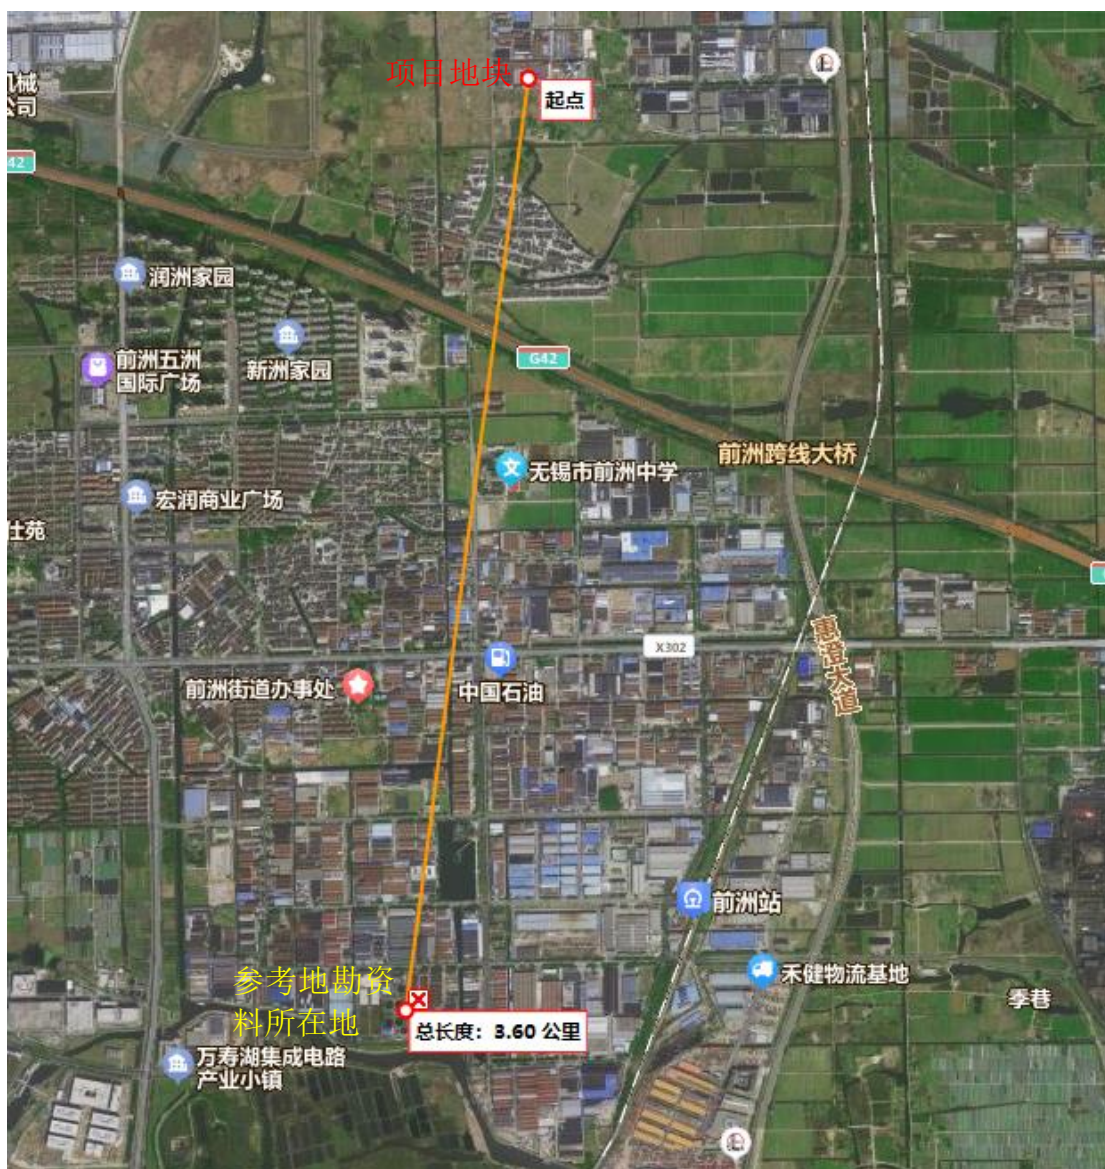 项目地块
起点
机械
公司
42
润洲家园
前洲五洲
国际广场
新洲家园
G42
前洲跨线大桥
无锡市前洲中学
宏润商业广场
仕苑
X302
惠澄大道
前洲街道办事处
中国石油
前洲站
禾健物流基地
季巷
参考地勘资
料所在地
总长度：3.60 公里
万寿湖集成电路
产业小镇